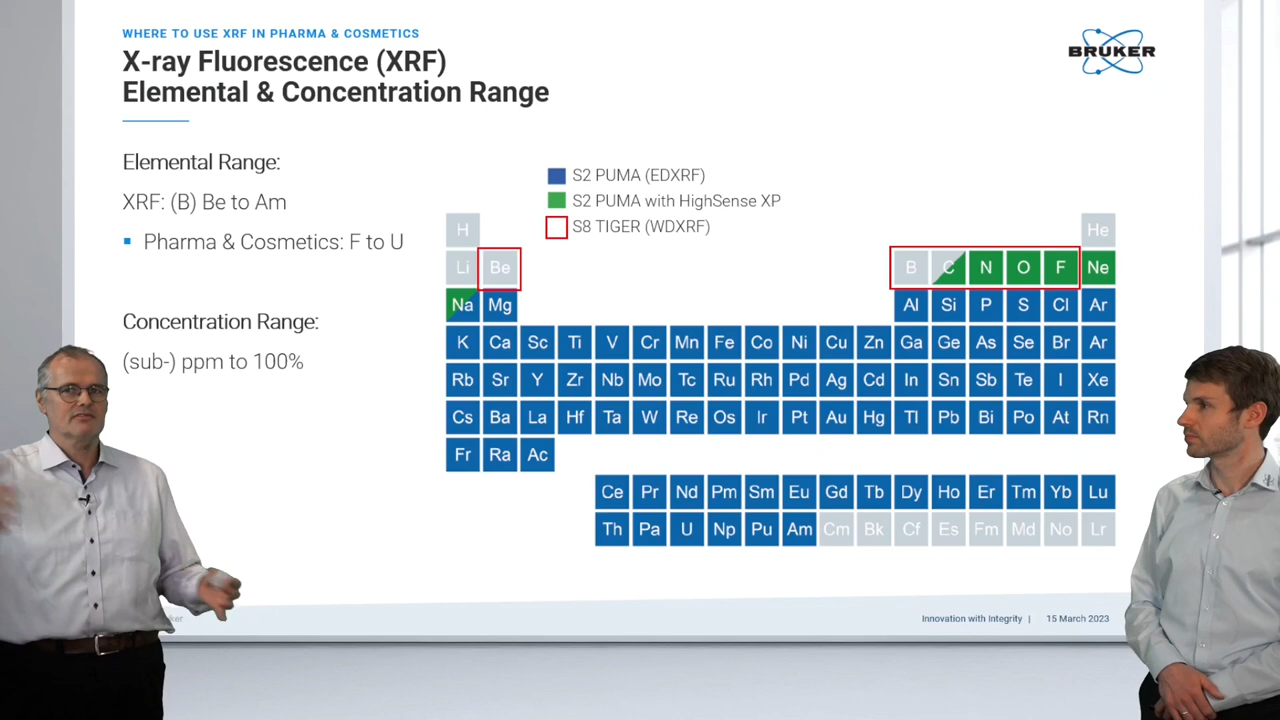 WHERE TO USE XRF IN PHARMA & COSMETICS
X-ray Fluorescence (XRF)
Elemental & Concentration Range
BRUKER
Elemental Range:
XRF: (B) Be to Am
▪ Pharma & Cosmetics: F to U
Concentration Range:
(sub-) ppm to 100%
S2 PUMA (EDXRF)
S2 PUMA with HighSense XP
S8 TIGER (WDXRF)
H He
Li Be B C N O F Ne
Na Mg Al Si P S Cl Ar
K Ca Sc Ti V Cr Mn Fe Co Ni Cu Zn Ga Ge As Se Br Ar
Rb Sr Y Zr Nb Mo Tc Ru Rh Pd Ag Cd In Sn Sb Te I Xe
Cs Ba La Hf Ta W Re Os Ir Pt Au Hg Tl Pb Bi Po At Rn
Fr Ra Ac
Ce Pr Nd Pm Sm Eu Gd Tb Dy Ho Er Tm Yb Lu
Th Pa U Np Pu Am Cm Bk Cf Es Fm Md No Lr
Innovation with Integrity | 15 March 2023